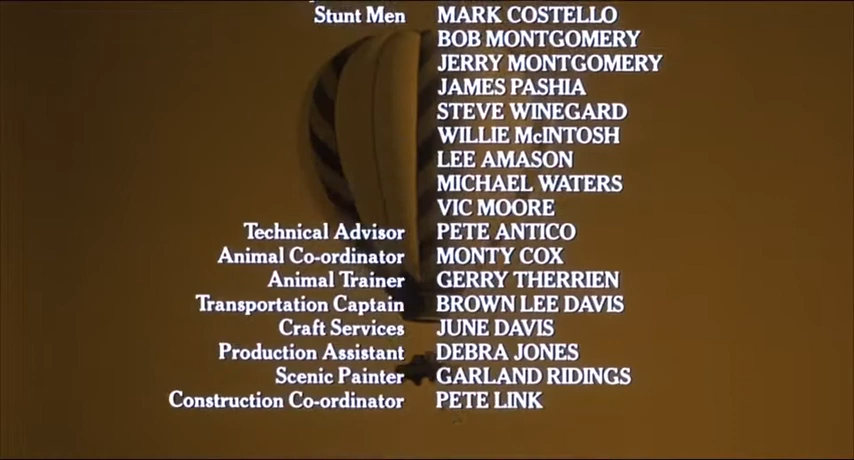 Stunt Men MARK COSTELLO
BOB MONTGOMERY
JERRY MONTGOMERY
JAMES PASHIA
STEVE WINEGARD
WILLIE McINTOSH
LEE AMASON
MICHAEL WATERS
VIC MOORE
Technical Advisor PETE ANTICO
Animal Co-ordinator MONTY COX
Animal Trainer GERRY THERRIEN
Transportation Captain BROWN LEE DAVIS
Craft Services JUNE DAVIS
Production Assistant DEBRA JONES
Scenic Painter GARLAND RIDINGS
Construction Co-ordinator PETE LINK